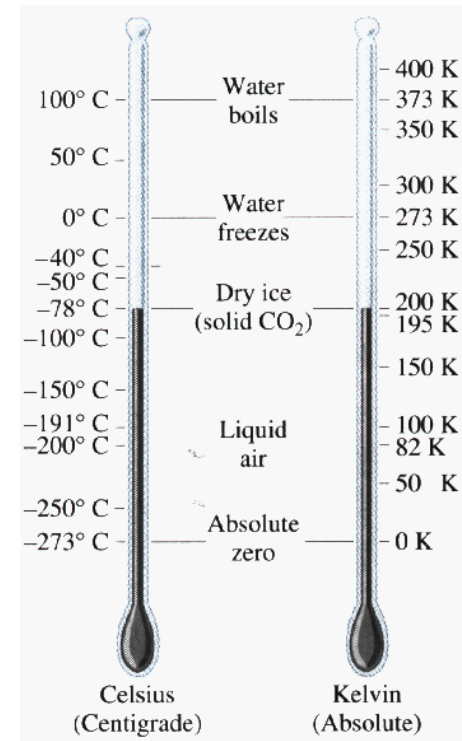 400 K
100° C
Water
boils
373 K
350 K
50° C
300 K
0° C
Water
freezes
273 K
250 K
−40° C
−50° C
−78° C
Dry ice
(solid CO₂)
200 K
195 K
−100° C
150 K
−150° C
−191° C
−200° C
Liquid
air
100 K
82 K
50 K
−250° C
−273° C
Absolute
zero
0 K
Celsius
(Centigrade)
Kelvin
(Absolute)